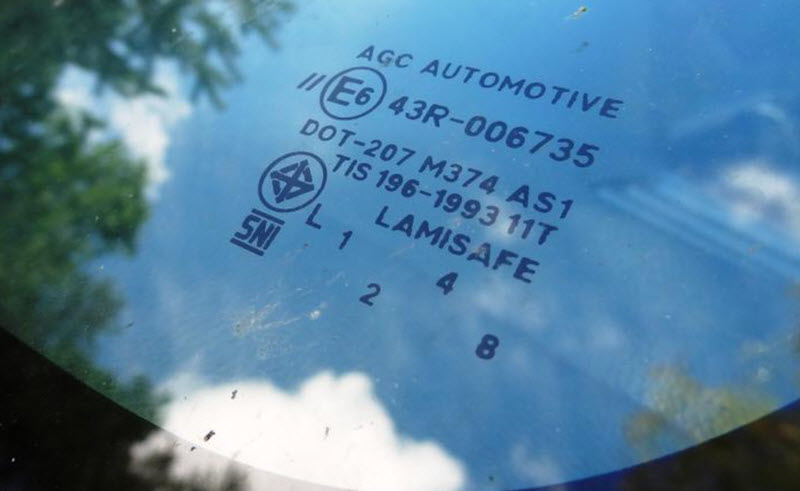 AGC AUTOMOTIVE
// E6 43R-006735
DOT-207 M374 AS1
TIS 196-1993 11T
L LAMISAFE
SNI
1 4
2 8